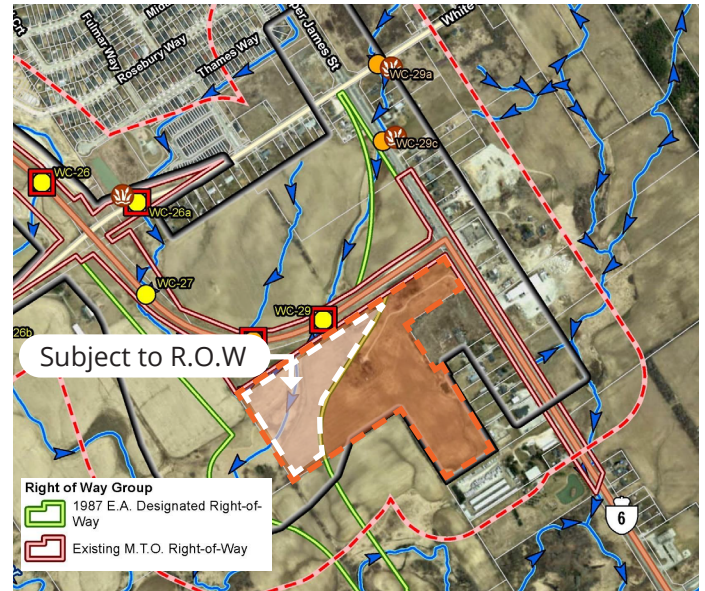 Fulmar Way
Rosebury Way
Thames Way
er James St
White
WC-29a
WC-29c
WC-26
WC-26a
WC-27
WC-29
26b
Subject to R.O.W
Right of Way Group
1987 E.A. Designated Right-of-
Way
Existing M.T.O. Right-of-Way
6